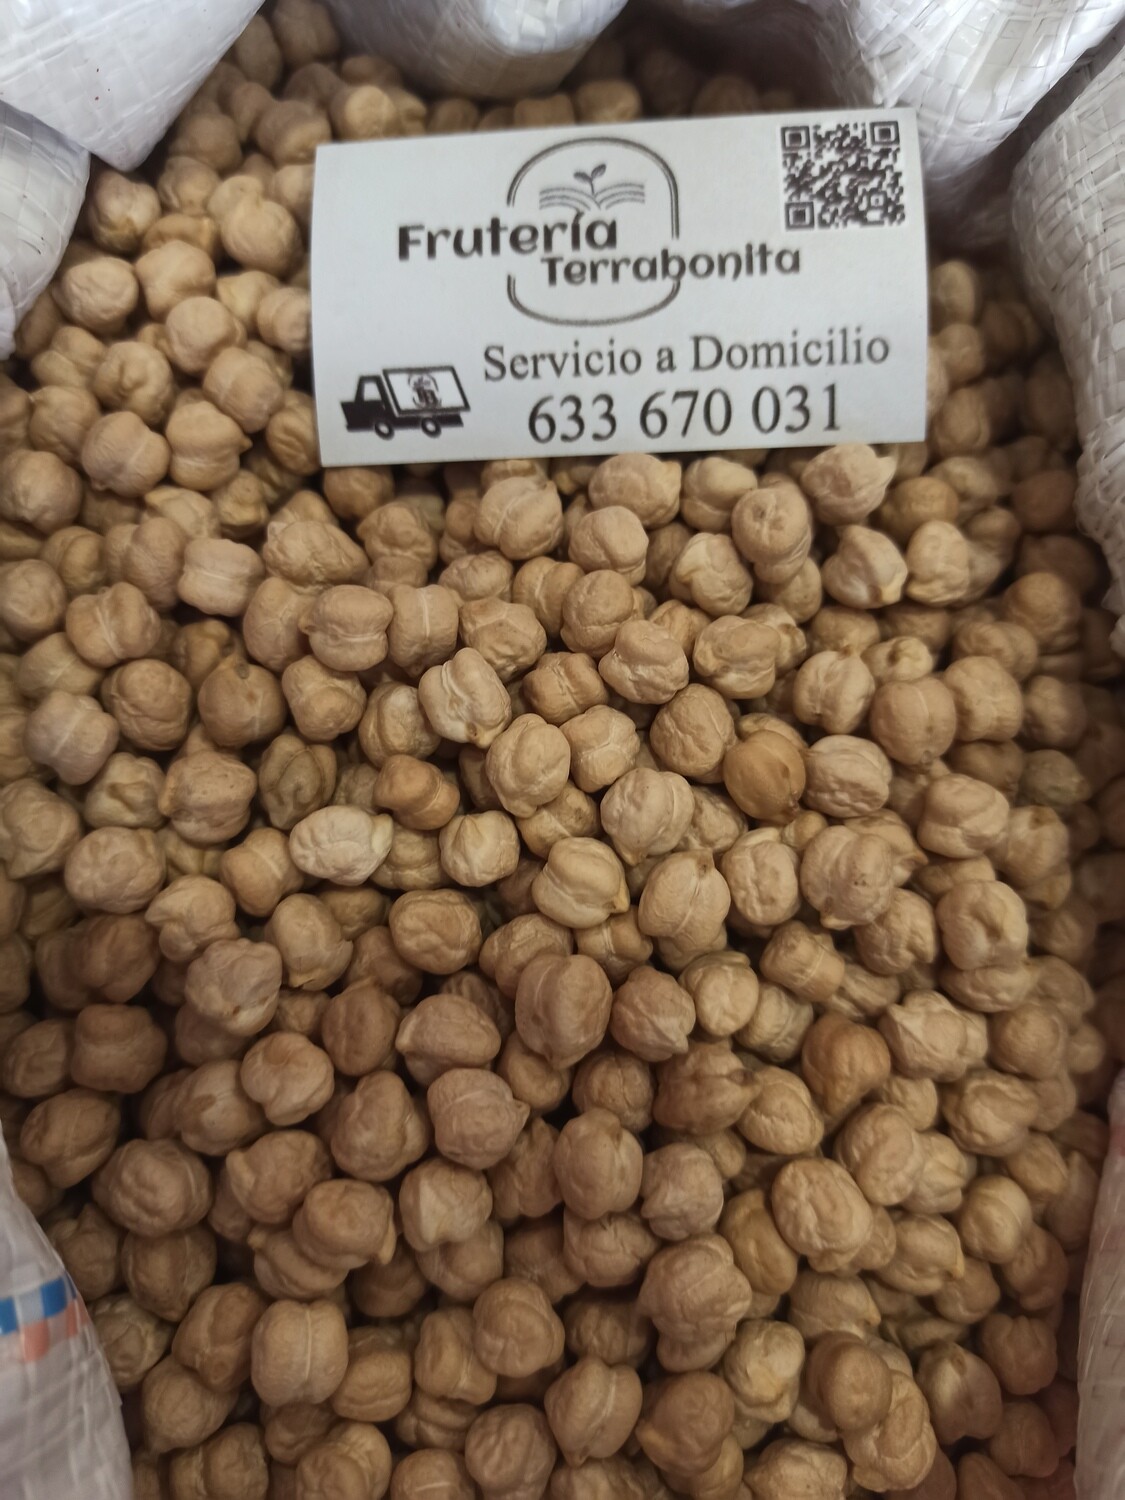 Frutería
Terrabonita
Servicio a Domicilio
633 670 031